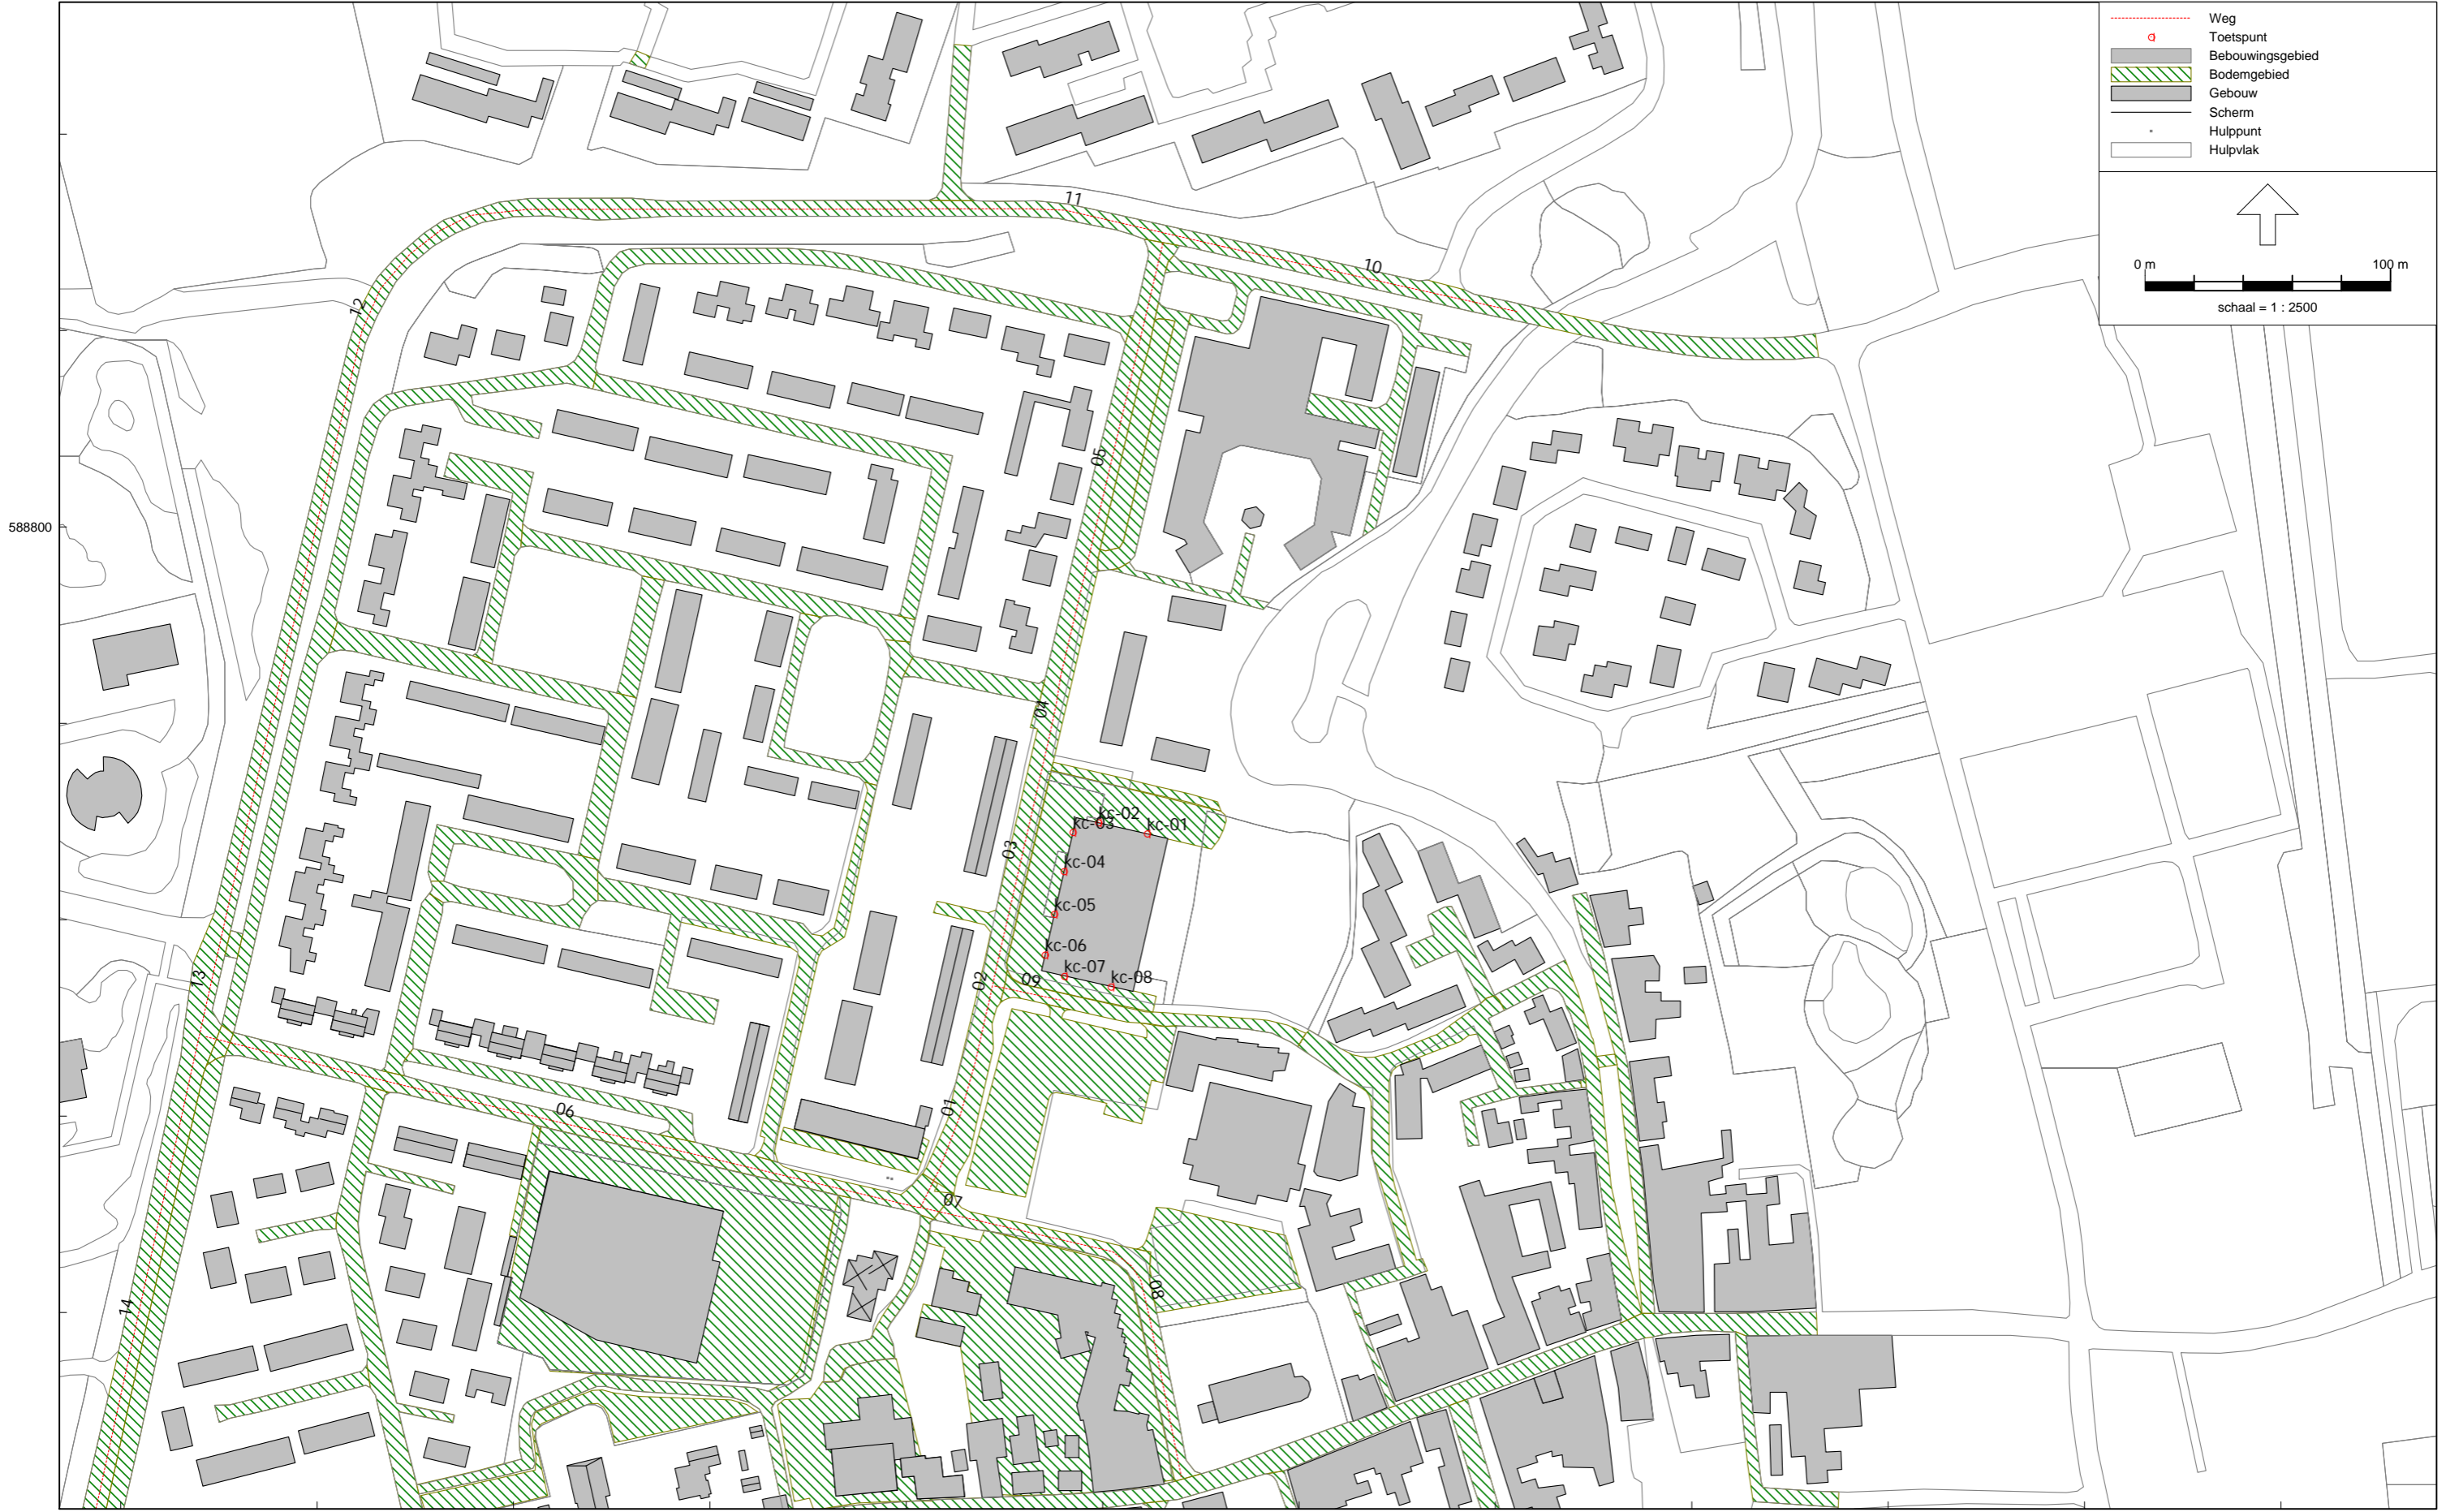 Weg
Toetspunt
Bebouwingsgebied
Bodemgebied
Gebouw
Scherm
Hulppunt
Hulpvlak
0 m 100 m
schaal = 1 : 2500
11
10
12
05
588800
04
kc-02
kc-03 kc-01
03
kc-04
kc-05
kc-06
kc-07
kc-08
02
09
13
01
06
07
08
14